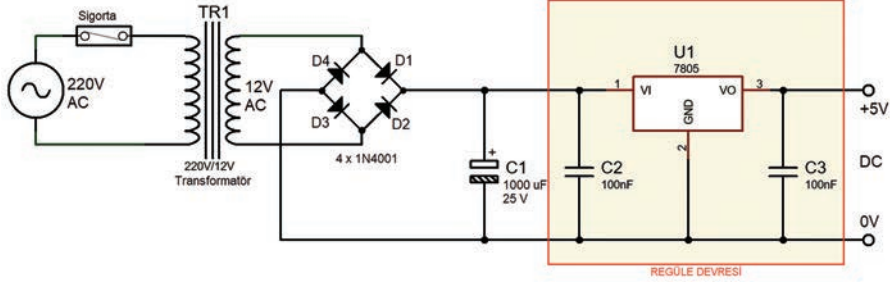 Sigorta
TR1
220V
AC
12V
AC
220V/12V
Transformatör
D4
D1
D3
D2
4 x 1N4001
+
C1
1000 uF
25 V
C2
100nF
U1
7805
1
VI
VO
3
GND
2
C3
100nF
+5V
DC
0V
REGÜLE DEVRESİ